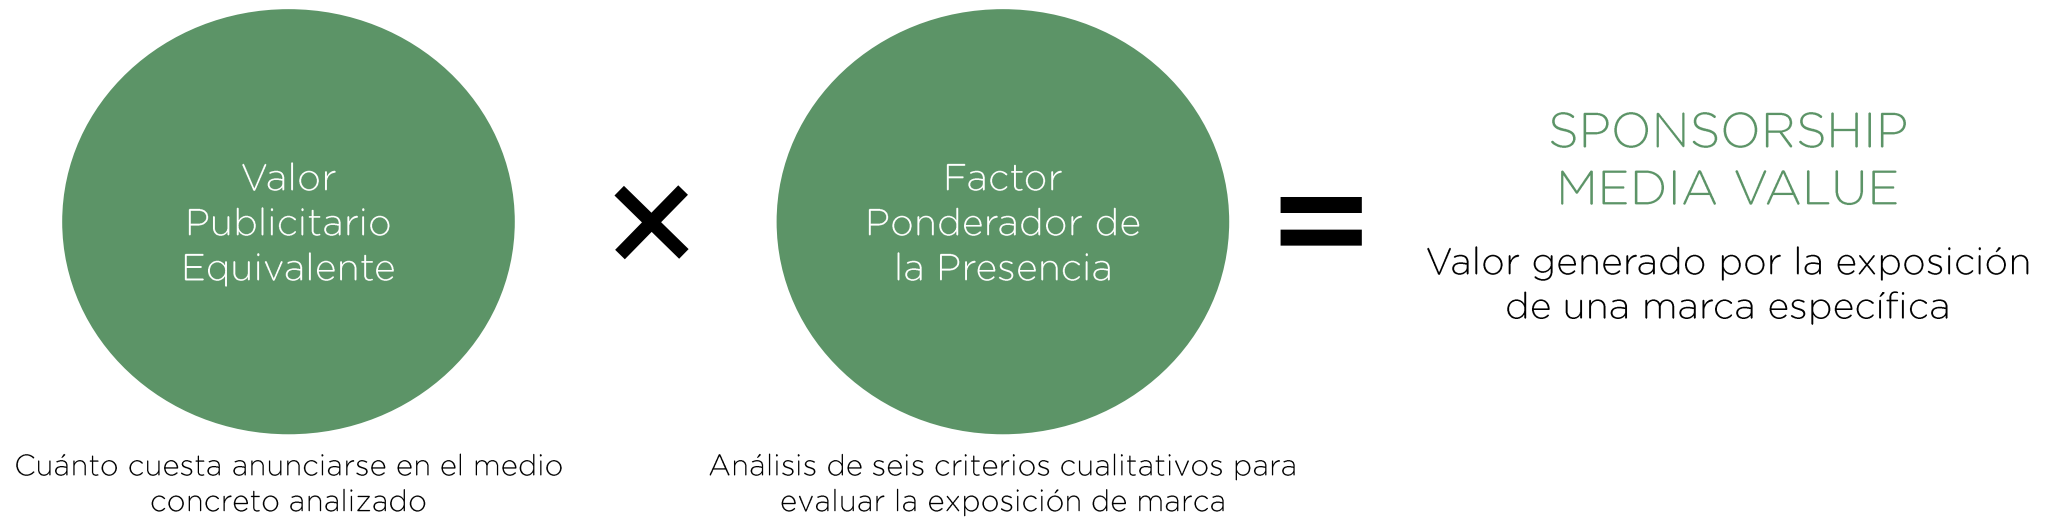 Valor
Publicitario
Equivalente
Cuánto cuesta anunciarse en el medio
concreto analizado
×
Factor
Ponderador de
la Presencia
Análisis de seis criterios cualitativos para
evaluar la exposición de marca
=
SPONSORSHIP
MEDIA VALUE
Valor generado por la exposición
de una marca específica